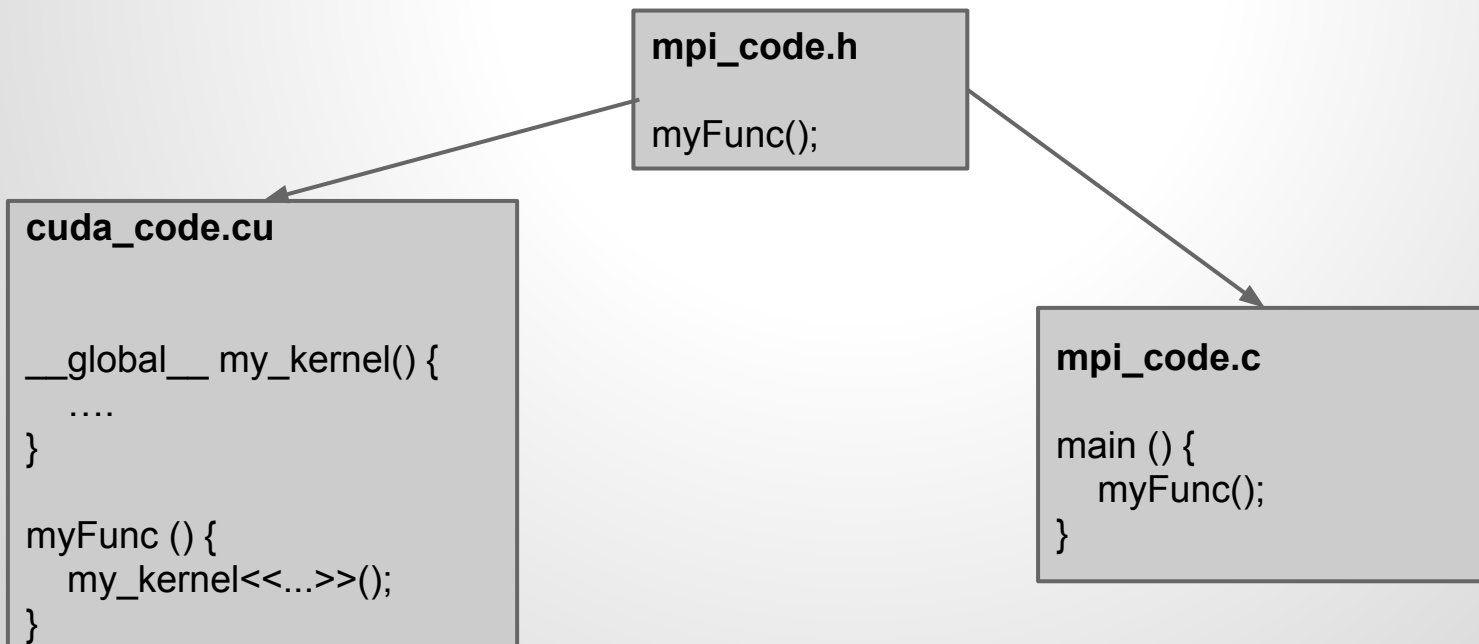 mpi_code.h
myFunc();
cuda_code.cu
__global__ my_kernel() {
….
}
myFunc () {
my_kernel<<...>>();
}
mpi_code.c
main () {
myFunc();
}